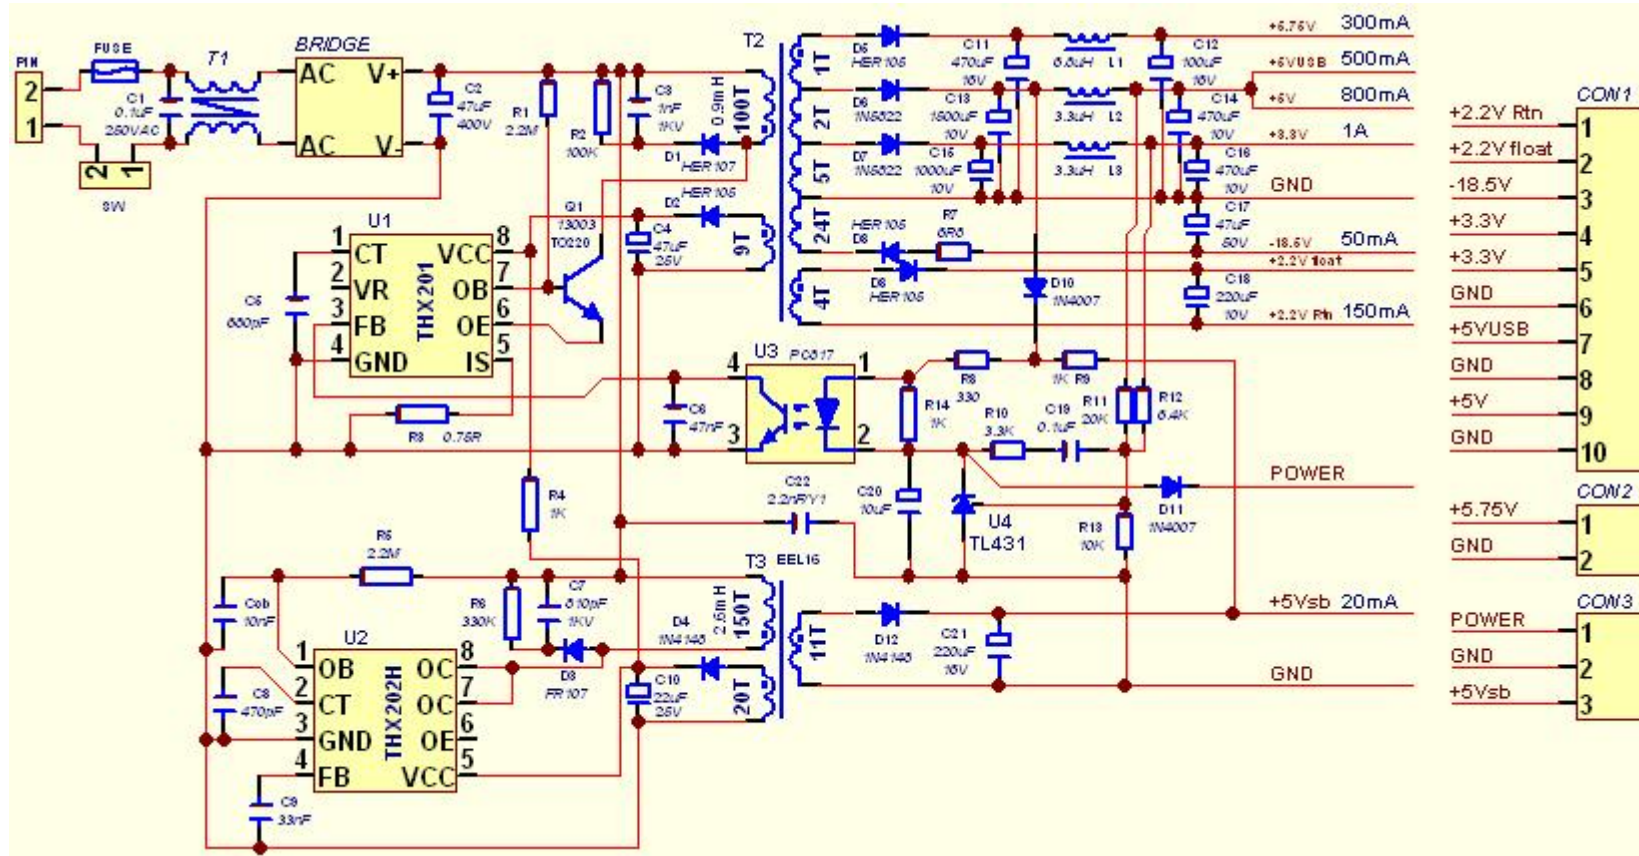 PIN
2
1
FUSE
C1
0.1uF
250VAC
T1
2 1
SW
BRIDGE
AC V+
AC V-
C2
47uF
400V
R1
2.2M
R2
100K
C3
1nF
1KV
D1
HER107
0.9mH
100T
T2
1T
2T
5T
24T
4T
9T
D5
HER105
D6
1N5822
D7
1N5822
HER105
D8
R7
D8
HER105
C11
470uF
16V
L1
C12
100uF
16V
C13
1500uF
10V
3.3uH L2
C14
470uF
10V
C15
1000uF
10V
3.3uH L3
C16
470uF
10V
C17
47uF
50V
C18
220uF
10V
+5.75V 300mA
+5VUSB 500mA
+5V 800mA
+3.3V 1A
GND
-18.5V 50mA
+2.2V float
+2.2V Rtn 150mA
D2
HER105
C4
47uF
25V
Q1
13003
TO220
U1
THX201
1 CT
2 VR
3 FB
4 GND
8 VCC
7 OB
6 OE
5 IS
C5
680pF
R3 0.75R
C6
47nF
U3 PC817
4 1
3 2
D10
1N4007
R8
330
1K R9
R14
1K
R10
3.3K
C19
0.1uF
R11
20K
R12
6.4K
C20
10uF
U4
TL431
R13
10K
D11
1N4007
POWER
C22
2.2nF/Y1
R4
1K
R5
2.2M
Cob
10nF
R6
330K
C7
1KV
D3
FR107
D4
1N4148
2.6mH
150T
20T
11T
T3 EEL16
U2
THX202H
1 OB
2 CT
3 GND
4 FB
8 OC
7 OC
6 OE
5 VCC
C8
470pF
C9
33nF
C10
22uF
25V
D12
1N4148
C21
220uF
16V
+5Vsb 20mA
GND
CON1
+2.2V Rtn 1
+2.2V float 2
-18.5V 3
+3.3V 4
+3.3V 5
GND 6
+5VUSB 7
GND 8
+5V 9
GND 10
CON2
+5.75V 1
GND 2
CON3
POWER 1
GND 2
+5Vsb 3